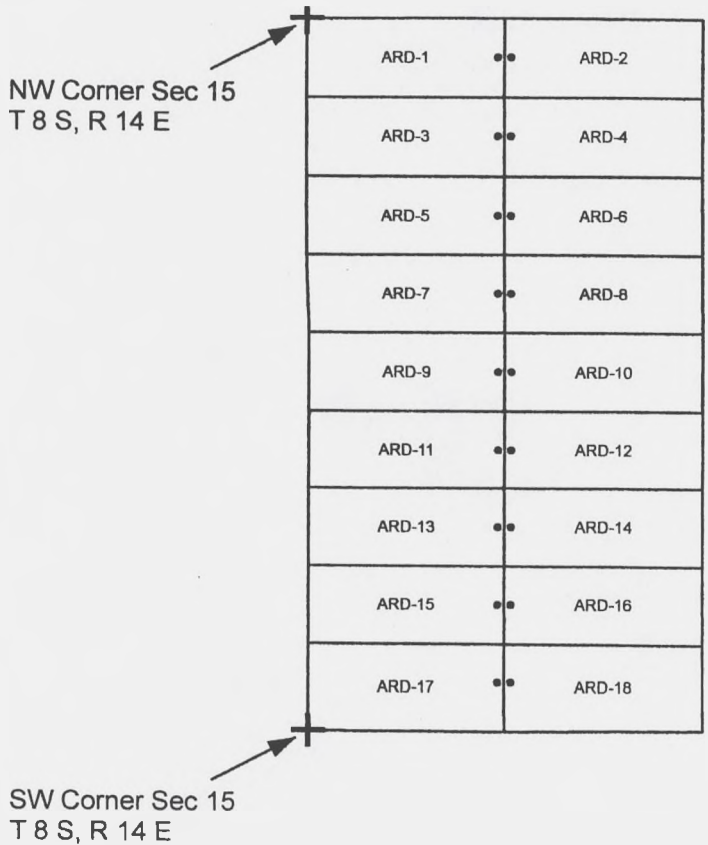 NW Corner Sec 15
T 8 S, R 14 E
ARD-1 ARD-2
ARD-3 ARD-4
ARD-5 ARD-6
ARD-7 ARD-8
ARD-9 ARD-10
ARD-11 ARD-12
ARD-13 ARD-14
ARD-15 ARD-16
ARD-17 ARD-18
SW Corner Sec 15
T 8 S, R 14 E